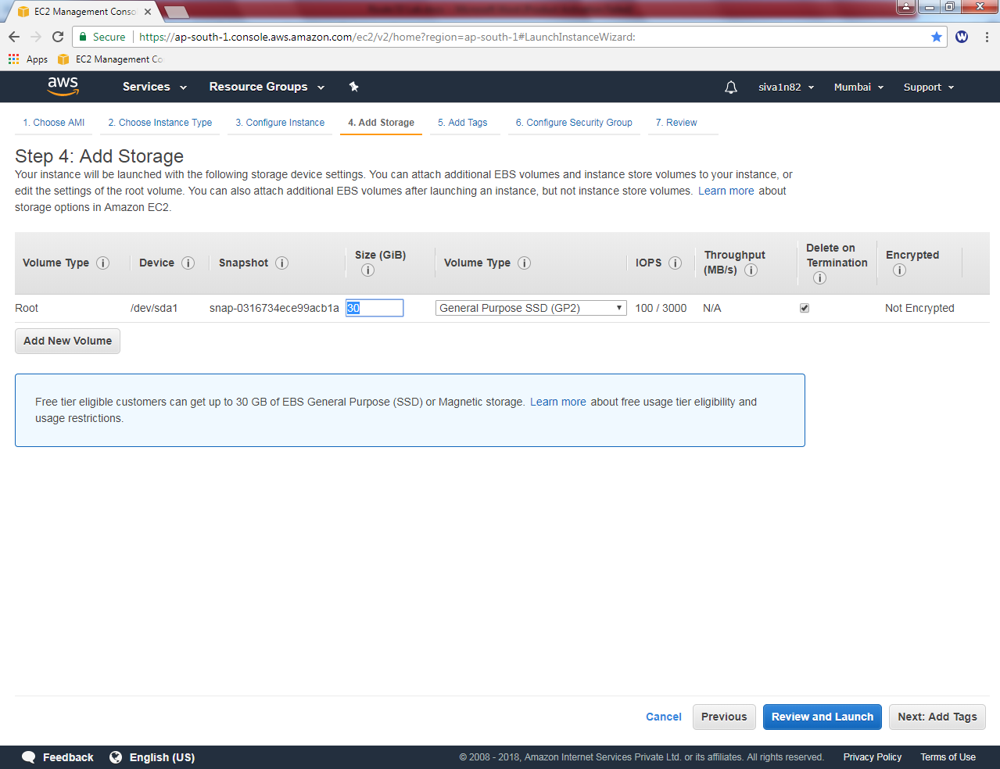 EC2 Management Conso
Secure https://ap-south-1.console.aws.amazon.com/ec2/v2/home?region=ap-south-1#LaunchInstanceWizard:
W
Apps EC2 Management Co
aws Services Resource Groups siva1n82 Mumbai Support
1. Choose AMI 2. Choose Instance Type 3. Configure Instance 4. Add Storage 5. Add Tags 6. Configure Security Group 7. Review
Step 4: Add Storage
Your instance will be launched with the following storage device settings. You can attach additional EBS volumes and instance store volumes to your instance, or
edit the settings of the root volume. You can also attach additional EBS volumes after launching an instance, but not instance store volumes. Learn more about
storage options in Amazon EC2.
Volume Type i Device i Snapshot i Size (GiB) i Volume Type i IOPS i Throughput (MB/s) i Delete on Termination i Encrypted i
Root /dev/sda1 snap-0316734ece99acb1a 30 General Purpose SSD (GP2) 100 / 3000 N/A Not Encrypted
Add New Volume
Free tier eligible customers can get up to 30 GB of EBS General Purpose (SSD) or Magnetic storage. Learn more about free usage tier eligibility and
usage restrictions.
Cancel Previous Review and Launch Next: Add Tags
Feedback English (US) © 2008 - 2018, Amazon Internet Services Private Ltd. or its affiliates. All rights reserved. Privacy Policy Terms of Use